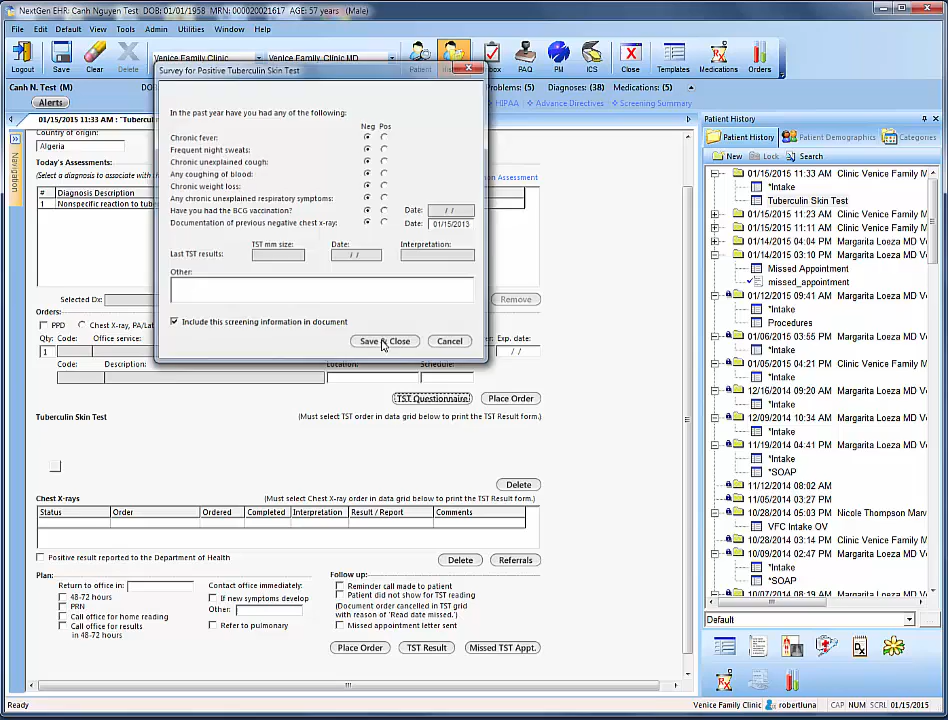 NextGen EHR: Canh Nguyen Test DOB: 01/01/1958 MRN: 000020021617 AGE: 57 years (Male)
File Edit Default View Tools Admin Utilities Window Help
Venice Family Clinic Venice Family Clinic MD
Logout Save Clear Delete Patient PAQ PM ICS Close Templates Medications Orders
Canh N. Test (M) DO Problems (5) Diagnoses: (38) Medications: (5)
Alerts HIPAA Advance Directives Screening Summary
01/15/2015 11:33 AM : "Tubercu
Navigation
Country of origin:
Algeria
Today's Assessments:
(Select a diagnosis to associate with Assessment
# Diagnosis Description
1 Nonspecific reaction to tub
Selected Dx: Remove
Orders:
PPD Chest X-ray, PA/Lat
Qty: Code: Office service: Exp. date:
1 / /
Code: Description: Location: Schedule:
TST Questionnaire Place Order
Tuberculin Skin Test (Must select TST order in data grid below to print the TST Result form.)
Delete
Chest X-rays (Must select Chest X-ray order in data grid below to print the TST Result form.)
Status Order Ordered Completed Interpretation Result / Report Comments
Positive result reported to the Department of Health Delete Referrals
Plan:
Return to office in:
48-72 hours
PRN
Call office for home reading
Call office for results
in 48-72 hours
Contact office immediately:
If new symptoms develop
Other:
Refer to pulmonary
Follow up:
Reminder call made to patient
Patient did not show for TST reading
(Document order cancelled in TST grid
with reason of 'Read date missed.')
Missed appointment letter sent
Place Order TST Result Missed TST Appt.
Survey for Positive Tuberculin Skin Test
In the past year have you had any of the following:
Neg Pos
Chronic fever:
Frequent night sweats:
Chronic unexplained cough:
Any coughing of blood:
Chronic weight loss:
Any chronic unexplained respiratory symptoms:
Have you had the BCG vaccination? Date: / /
Documentation of previous negative chest x-ray: Date: 01/15/2013
TST mm size: Date: Interpretation:
Last TST results: / /
Other:
Include this screening information in document
Save & Close Cancel
Patient History
Patient History Patient Demographics Categories
New Lock Search
01/15/2015 11:33 AM Clinic Venice Family M
*Intake
Tuberculin Skin Test
01/15/2015 11:23 AM Clinic Venice Family M
01/15/2015 11:11 AM Clinic Venice Family M
01/14/2015 04:04 PM Margarita Loeza MD V
01/14/2015 03:10 PM Margarita Loeza MD V
Missed Appointment
missed_appointment
01/12/2015 09:41 AM Margarita Loeza MD V
*Intake
Procedures
01/06/2015 03:55 PM Margarita Loeza MD V
*Intake
01/05/2015 04:21 PM Margarita Loeza MD V
*Intake
12/16/2014 09:20 AM Margarita Loeza MD V
*Intake
12/09/2014 10:34 AM Margarita Loeza MD V
*Intake
11/19/2014 04:41 PM Margarita Loeza MD Ve
*Intake
*SOAP
11/12/2014 08:02 AM
11/05/2014 03:27 PM
10/28/2014 05:03 PM Nicole Thompson Marv
VFC Intake OV
10/28/2014 03:14 PM Clinic Venice Family M
10/09/2014 02:47 PM Clinic Venice Family M
*Intake
*SOAP
10/07/2014 08:19 AM Margarita Loeza MD V
Default
Ready
Venice Family Clinic robertluna CAP NUM SCRL 01/15/2015